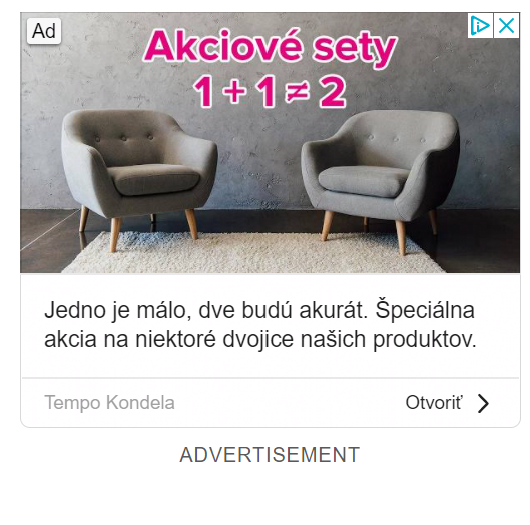 Ad
Akciové sety
1 + 1 ≠ 2
Jedno je málo, dve budú akurát. Špeciálna
akcia na niektoré dvojice našich produktov.
Tempo Kondela
Otvoriť
ADVERTISEMENT